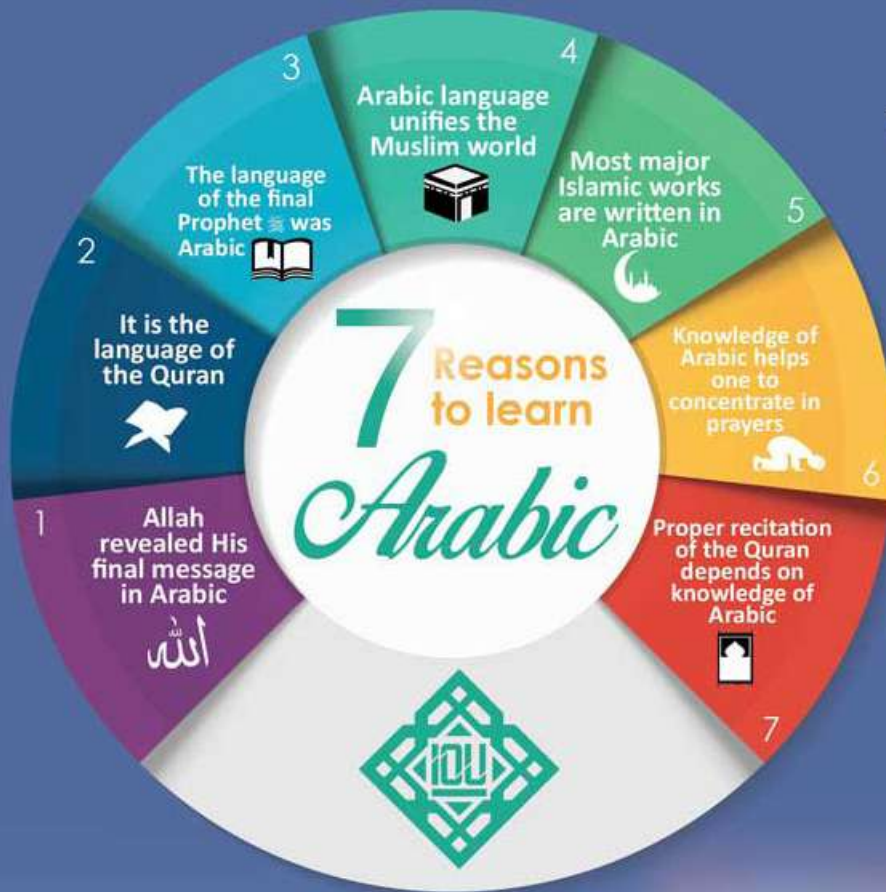 7
Reasons
to learn
Arabic
1
Allah
revealed His
final message
in Arabic
الله
2
It is the
language of
the Quran
3
The language
of the final
Prophet ﷺ was
Arabic
4
Arabic language
unifies the
Muslim world
5
Most major
Islamic works
are written in
Arabic
6
Knowledge of
Arabic helps
one to
concentrate in
prayers
7
Proper recitation
of the Quran
depends on
knowledge of
Arabic
IOU